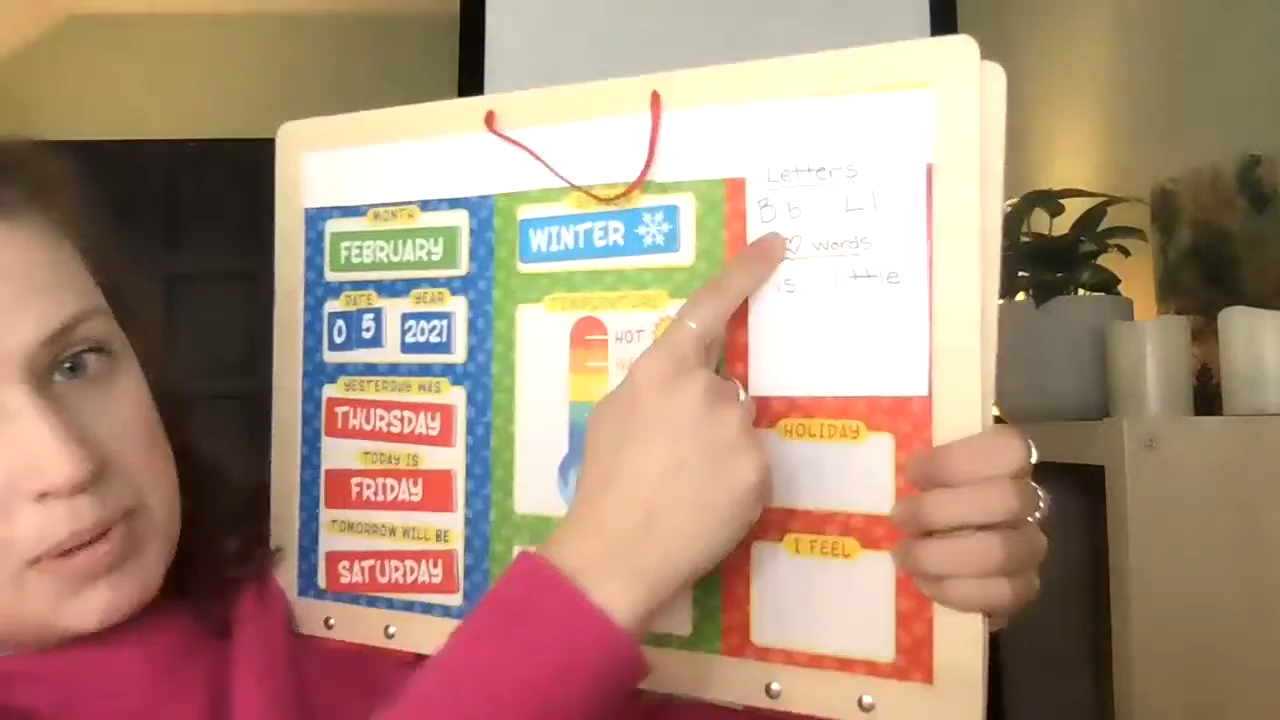 MONTH
FEBRUARY
DATE YEAR
0 5 2021
YESTERDAY WAS
THURSDAY
TODAY IS
FRIDAY
TOMORROW WILL BE
SATURDAY
WINTER
TEMPERATURE
HOT
Letters
Bb Ll
♡ words
is little
HOLIDAY
I FEEL